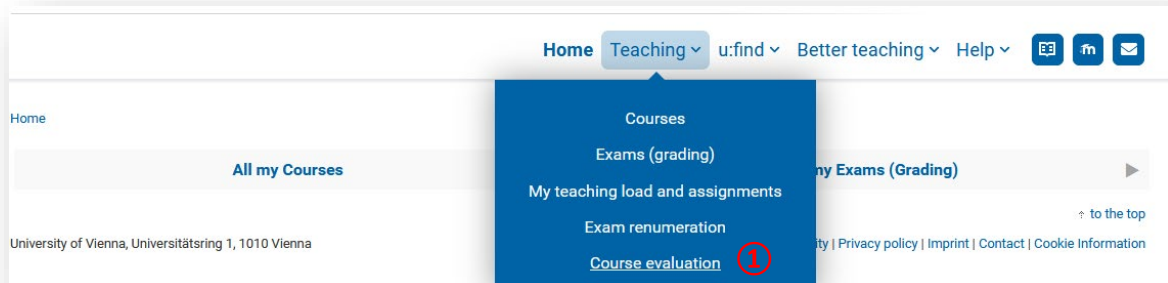 Home Teaching u:find Better teaching Help
Home
Courses
Exams (grading)
All my Courses
my Exams (Grading)
My teaching load and assignments
to the top
Exam renumeration
University of Vienna, Universitätsring 1, 1010 Vienna
| Privacy policy | Imprint | Contact | Cookie Information
Course evaluation ①